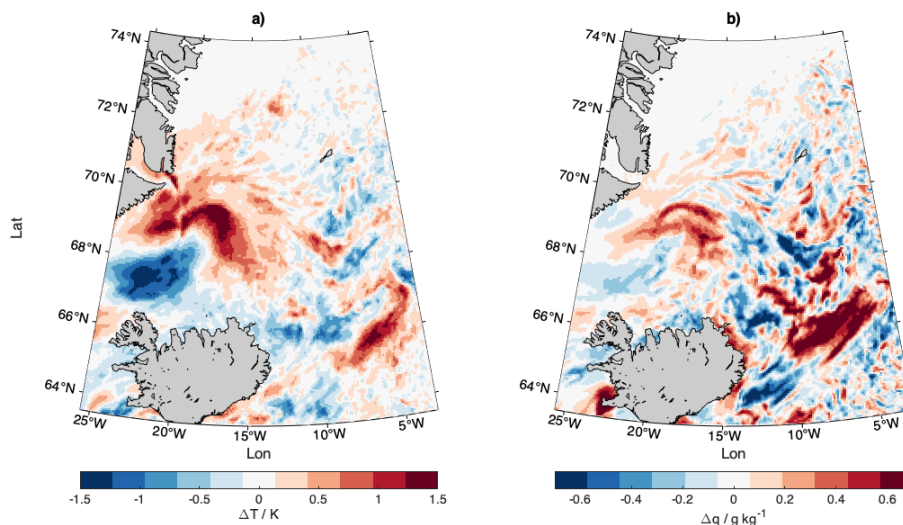 a)
b)
74°N
72°N
70°N
68°N
66°N
64°N
25°W
20°W
15°W
10°W
5°W
Lat
Lon
-1.5 -1 -0.5 0 0.5 1 1.5
ΔT / K
74°N
72°N
70°N
68°N
66°N
64°N
25°W
20°W
15°W
10°W
5°W
Lon
-0.6 -0.4 -0.2 0 0.2 0.4 0.6
Δq / g kg⁻¹